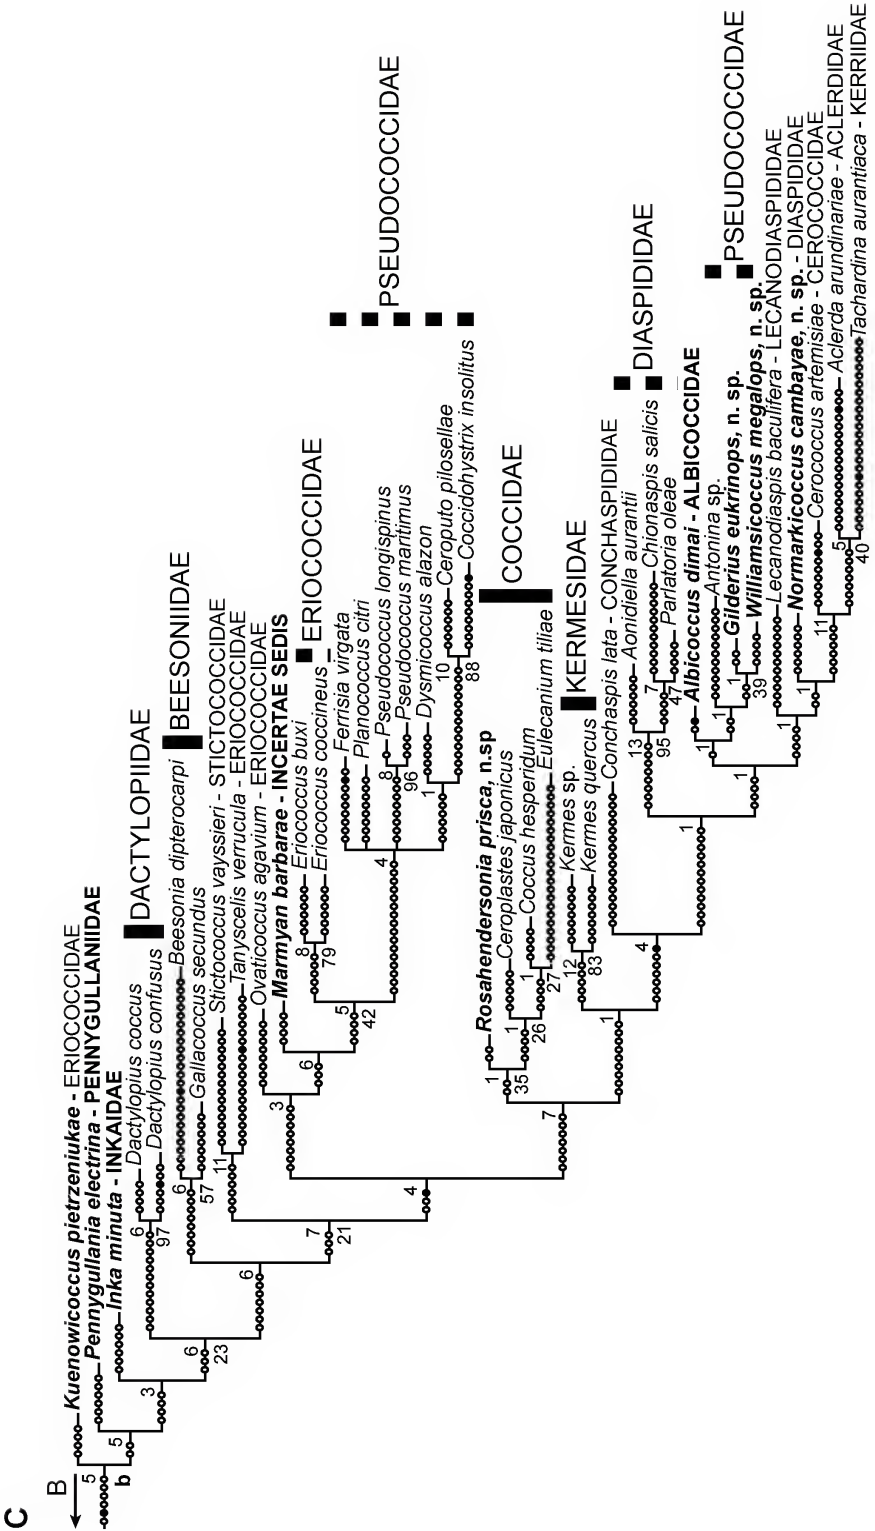 C
B
5
b
Kuenowicoccus pietrzeniukae - ERIOCOCCIDAE
5
Pennygullania electrina - PENNYGULLANIIDAE
3
Inka minuta - INKAIDAE
6
23
6
97
Dactylopius coccus
Dactylopius confusus
DACTYLOPIIDAE
6
6
57
Beesonia dipterocarpi
Gallacoccus secundus
BEESONIIDAE
7
21
11
Stictococcus vayssieri - STICTOCOCCIDAE
Tanyscelis verrucula - ERIOCOCCIDAE
4
3
Ovaticoccus agavium - ERIOCOCCIDAE
6
Marmyan barbarae - INCERTAE SEDIS
5
42
8
79
Eriococcus buxi
Eriococcus coccineus
ERIOCOCCIDAE
4
Ferrisia virgata
Planococcus citri
8
96
Pseudococcus longispinus
Pseudococcus maritimus
1
Dysmicoccus alazon
10
88
Ceroputo pilosellae
Coccidohystrix insolitus
PSEUDOCOCCIDAE
7
1
35
Rosahendersonia prisca, n.sp
1
26
Ceroplastes japonicus
1
27
Coccus hesperidum
Eulecanium tiliae
COCCIDAE
1
12
83
Kermes sp.
Kermes quercus
KERMESIDAE
4
Conchaspis lata - CONCHASPIDIDAE
1
13
95
Aonidiella aurantii
7
47
Chionaspis salicis
Parlatoria oleae
DIASPIDIDAE
1
1
Albicoccus dimai - ALBICOCCIDAE
1
Antonina sp.
1
39
Gilderius eukrinops, n. sp.
Williamsicoccus megalops, n. sp.
PSEUDOCOCCIDAE
1
Lecanodiaspis baculifera - LECANODIASPIDIDAE
1
Normarkicoccus cambayae, n. sp. - DIASPIDIDAE
11
Cerococcus artemisiae - CEROCOCCIDAE
5
40
Aclerda arundinariae - ACLERDIDAE
Tachardina aurantiaca - KERRIIDAE